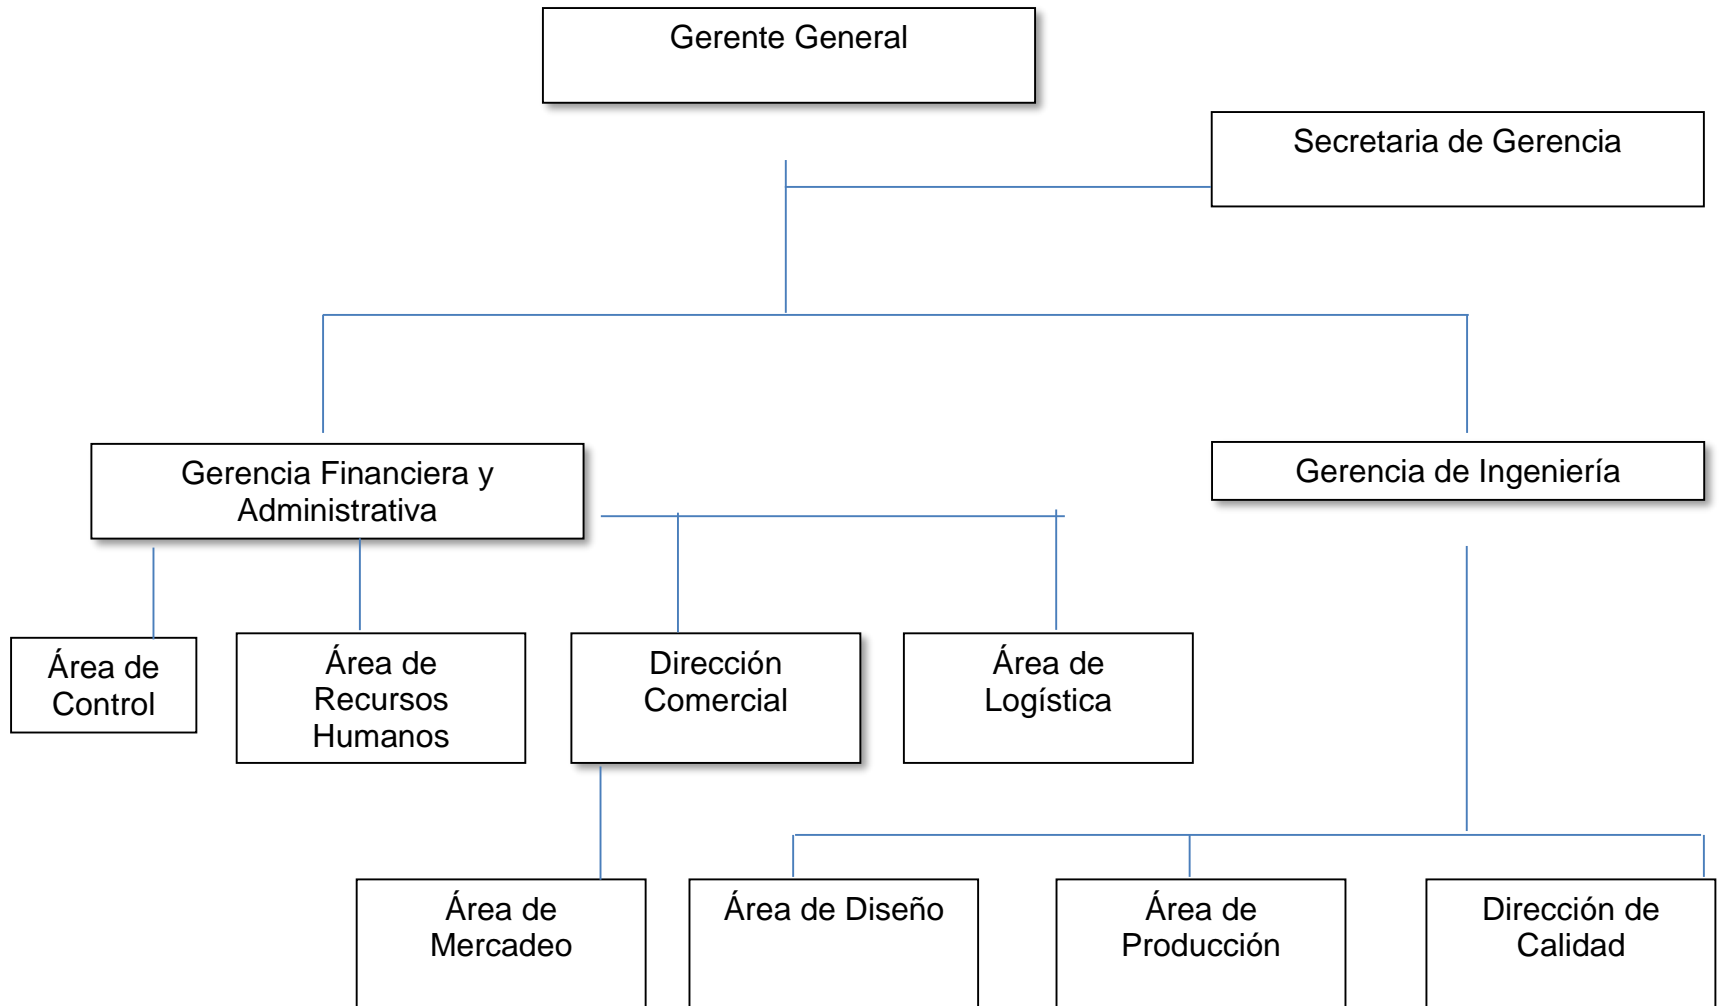 Gerente General
Secretaria de Gerencia
Gerencia Financiera y
Administrativa
Gerencia de Ingeniería
Área de
Control
Área de
Recursos
Humanos
Dirección
Comercial
Área de
Logística
Área de
Mercadeo
Área de Diseño
Área de
Producción
Dirección de
Calidad